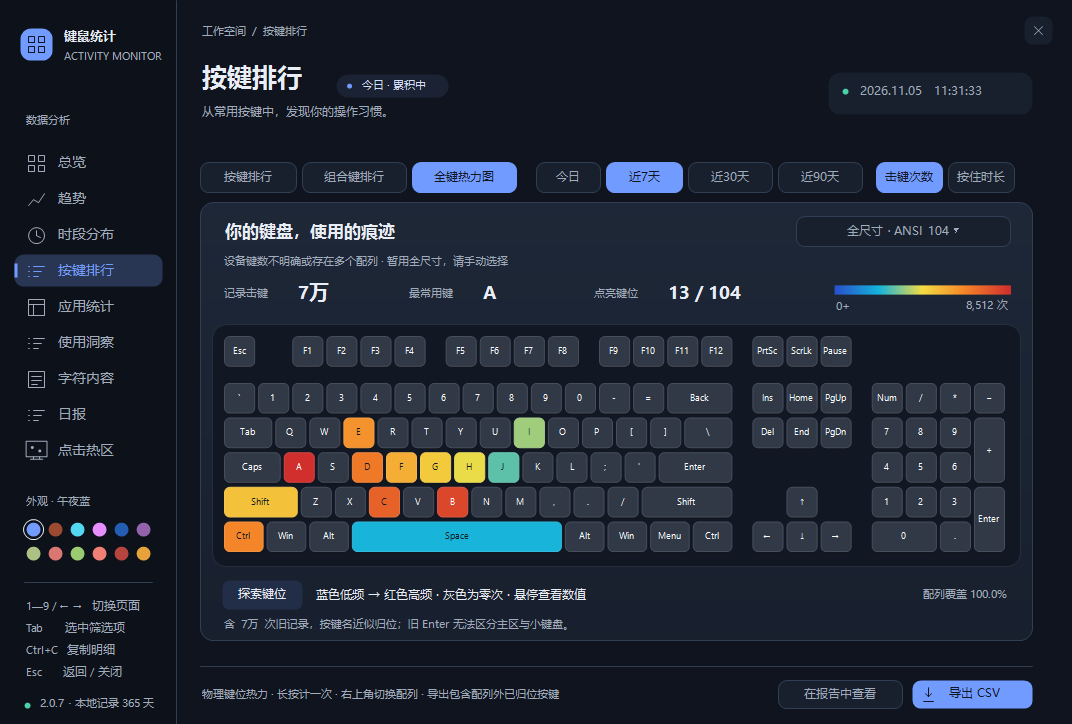 键鼠统计
ACTIVITY MONITOR
数据分析
总览
趋势
时段分布
按键排行
应用统计
使用洞察
字符内容
日报
点击热区
外观 · 午夜蓝
1—9 / ← → 切换页面
Tab 选中筛选项
Ctrl+C 复制明细
Esc 返回 / 关闭
2.0.7 · 本地记录 365 天
工作空间 / 按键排行
按键排行
今日 · 累积中
从常用按键中，发现你的操作习惯。
2026.11.05 11:31:33
按键排行 组合键排行 全键热力图 今日 近7天 近30天 近90天 击键次数 按住时长
你的键盘，使用的痕迹
全尺寸 · ANSI 104
设备键数不明确或存在多个配列 · 暂用全尺寸，请手动选择
记录击键 7万 最常用键 A 点亮键位 13 / 104
0+ 8,512 次
Esc F1 F2 F3 F4 F5 F6 F7 F8 F9 F10 F11 F12 PrtSc ScrLk Pause
` 1 2 3 4 5 6 7 8 9 0 - = Back Ins Home PgUp Num / * −
Tab Q W E R T Y U I O P [ ] \ Del End PgDn 7 8 9 +
Caps A S D F G H J K L ; ' Enter 4 5 6
Shift Z X C V B N M , . / Shift ↑ 1 2 3 Enter
Ctrl Win Alt Space Alt Win Menu Ctrl ← ↓ → 0 .
探索键位 蓝色低频 → 红色高频 · 灰色为零次 · 悬停查看数值 配列覆盖 100.0%
含 7万 次旧记录，按键名近似归位；旧 Enter 无法区分主区与小键盘。
物理键位热力 · 长按计一次 · 右上角切换配列 · 导出包含配列外已归位按键
在报告中查看 导出 CSV